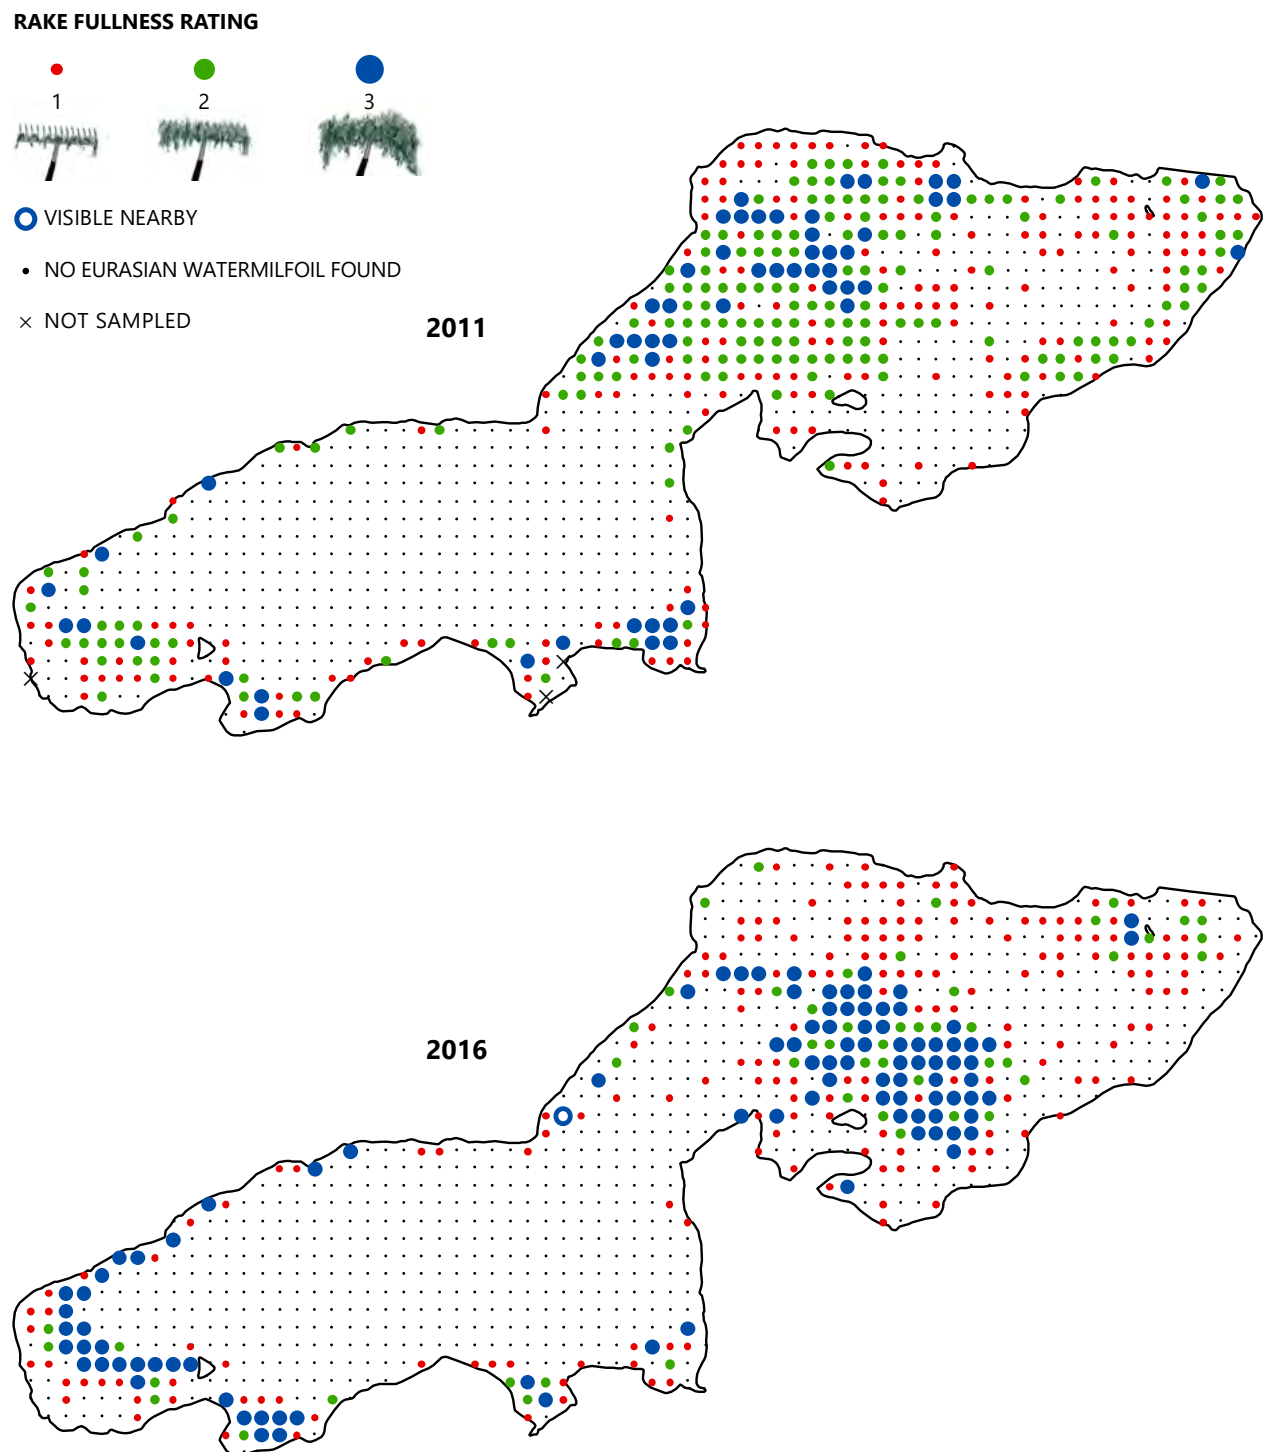 RAKE FULLNESS RATING
1 2 3
VISIBLE NEARBY
• NO EURASIAN WATERMILFOIL FOUND
× NOT SAMPLED
2011
2016